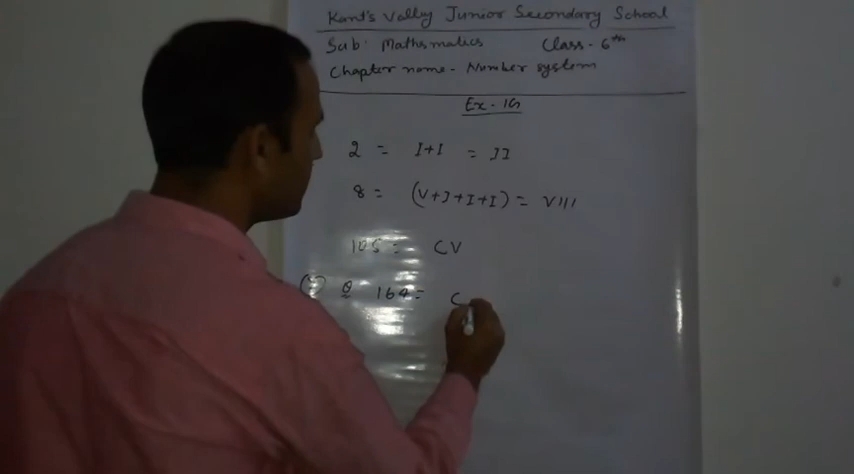 Kant's Valley Junior Secondary School
Sub. Mathematics Class - 6th
Chapter name - Number system
Ex - 1G
2 = I+I = II
8 = (V+I+I+I) = VIII
105 = CV
θ 164 = C